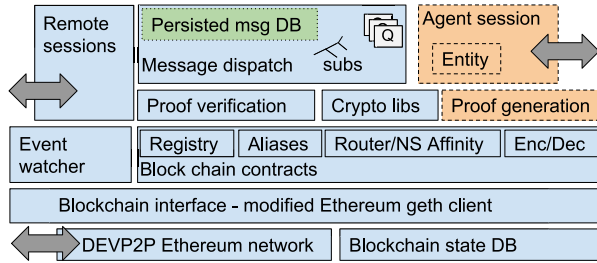 Remote
sessions
Persisted msg DB
Q
Message dispatch
subs
Agent session
Entity
Proof verification
Crypto libs
Proof generation
Event
watcher
Registry
Aliases
Router/NS Affinity
Enc/Dec
Block chain contracts
Blockchain interface - modified Ethereum geth client
DEVP2P Ethereum network
Blockchain state DB